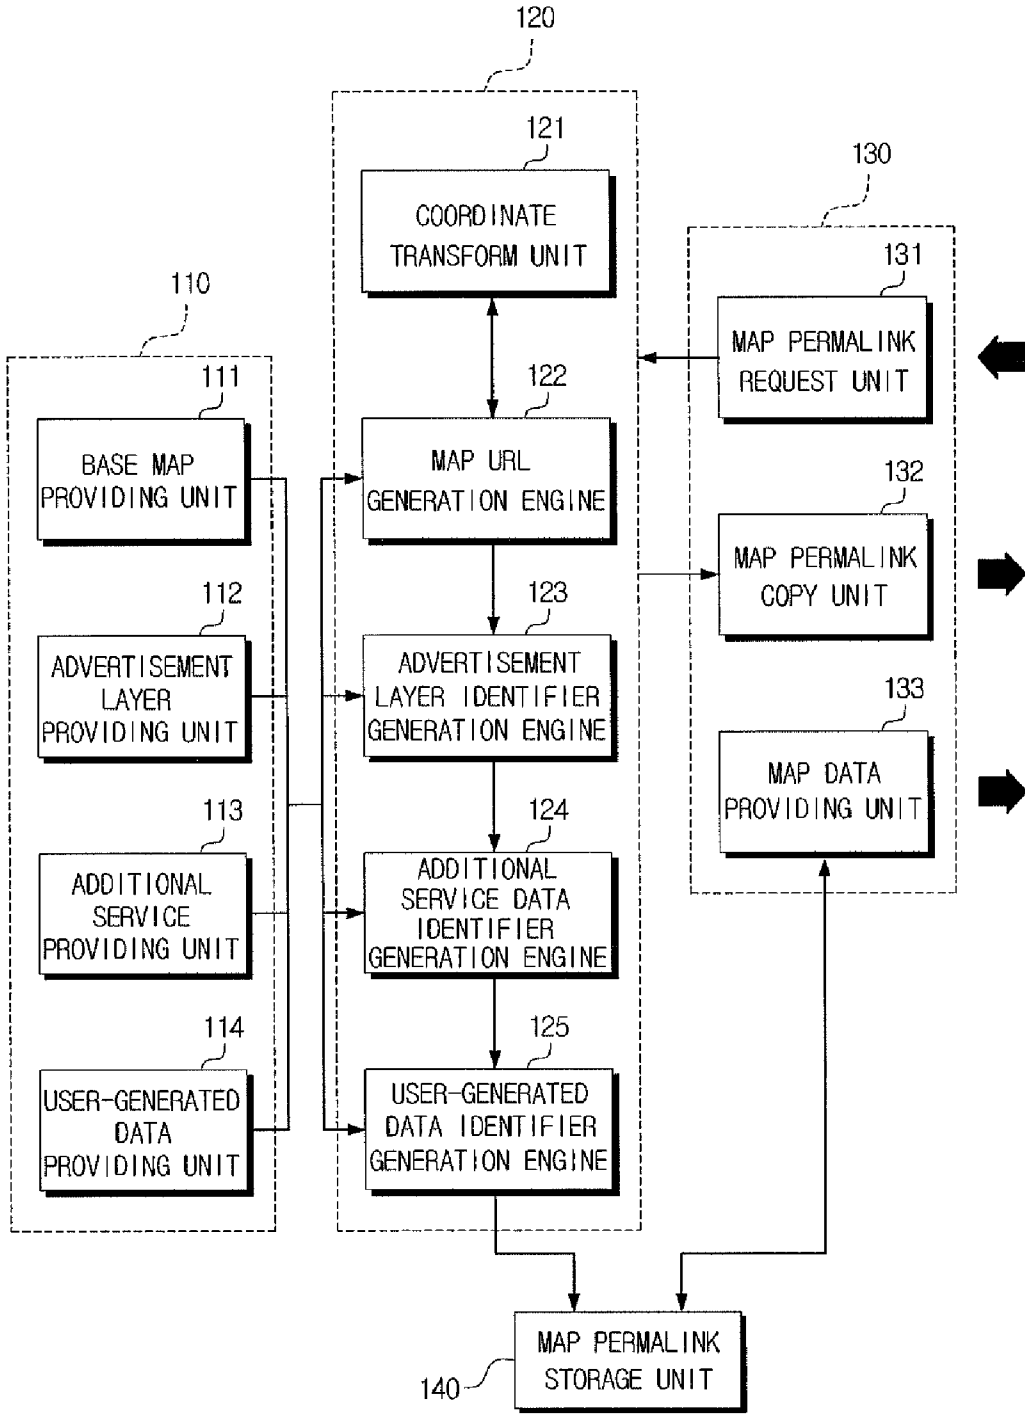 120
121
COORDINATE
TRANSFORM UNIT
130
131
MAP PERMALINK
REQUEST UNIT
110
111
BASE MAP
PROVIDING UNIT
122
MAP URL
GENERATION ENGINE
132
MAP PERMALINK
COPY UNIT
112
ADVERTISEMENT
LAYER
PROVIDING UNIT
123
ADVERTISEMENT
LAYER IDENTIFIER
GENERATION ENGINE
133
MAP DATA
PROVIDING UNIT
113
ADDITIONAL
SERVICE
PROVIDING UNIT
124
ADDITIONAL
SERVICE DATA
IDENTIFIER
GENERATION ENGINE
114
USER-GENERATED
DATA
PROVIDING UNIT
125
USER-GENERATED
DATA IDENTIFIER
GENERATION ENGINE
140
MAP PERMALINK
STORAGE UNIT